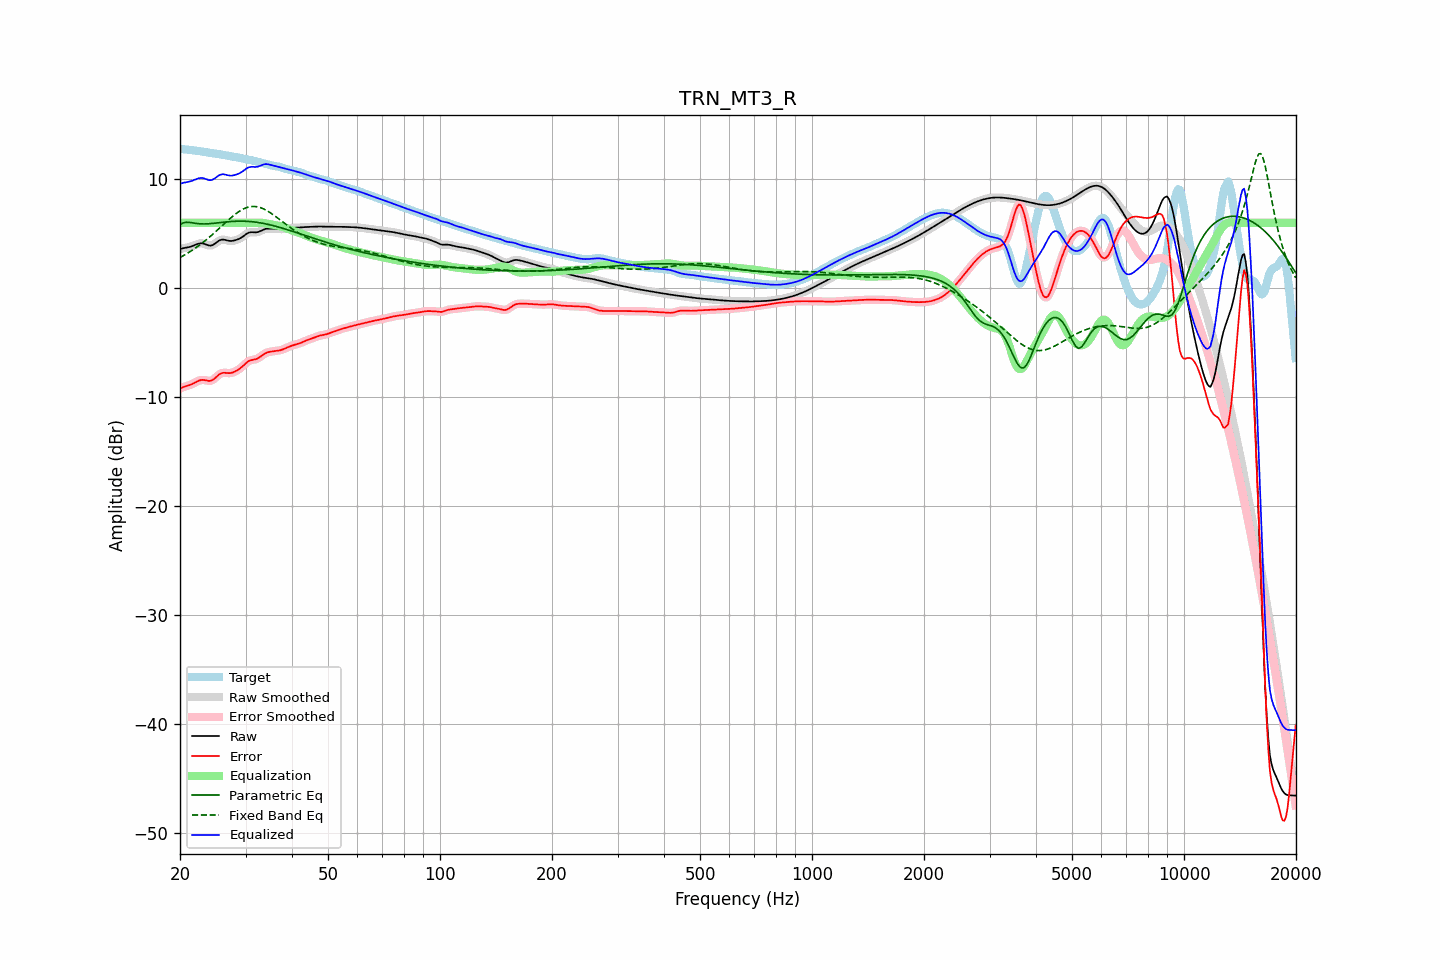 TRN_MT3_R
10
0
−10
−20
−30
−40
−50
Amplitude (dBr)
Target
Raw Smoothed
Error Smoothed
Raw
Error
Equalization
Parametric Eq
Fixed Band Eq
Equalized
20 50 100 200 500 1000 2000 5000 10000 20000
Frequency (Hz)